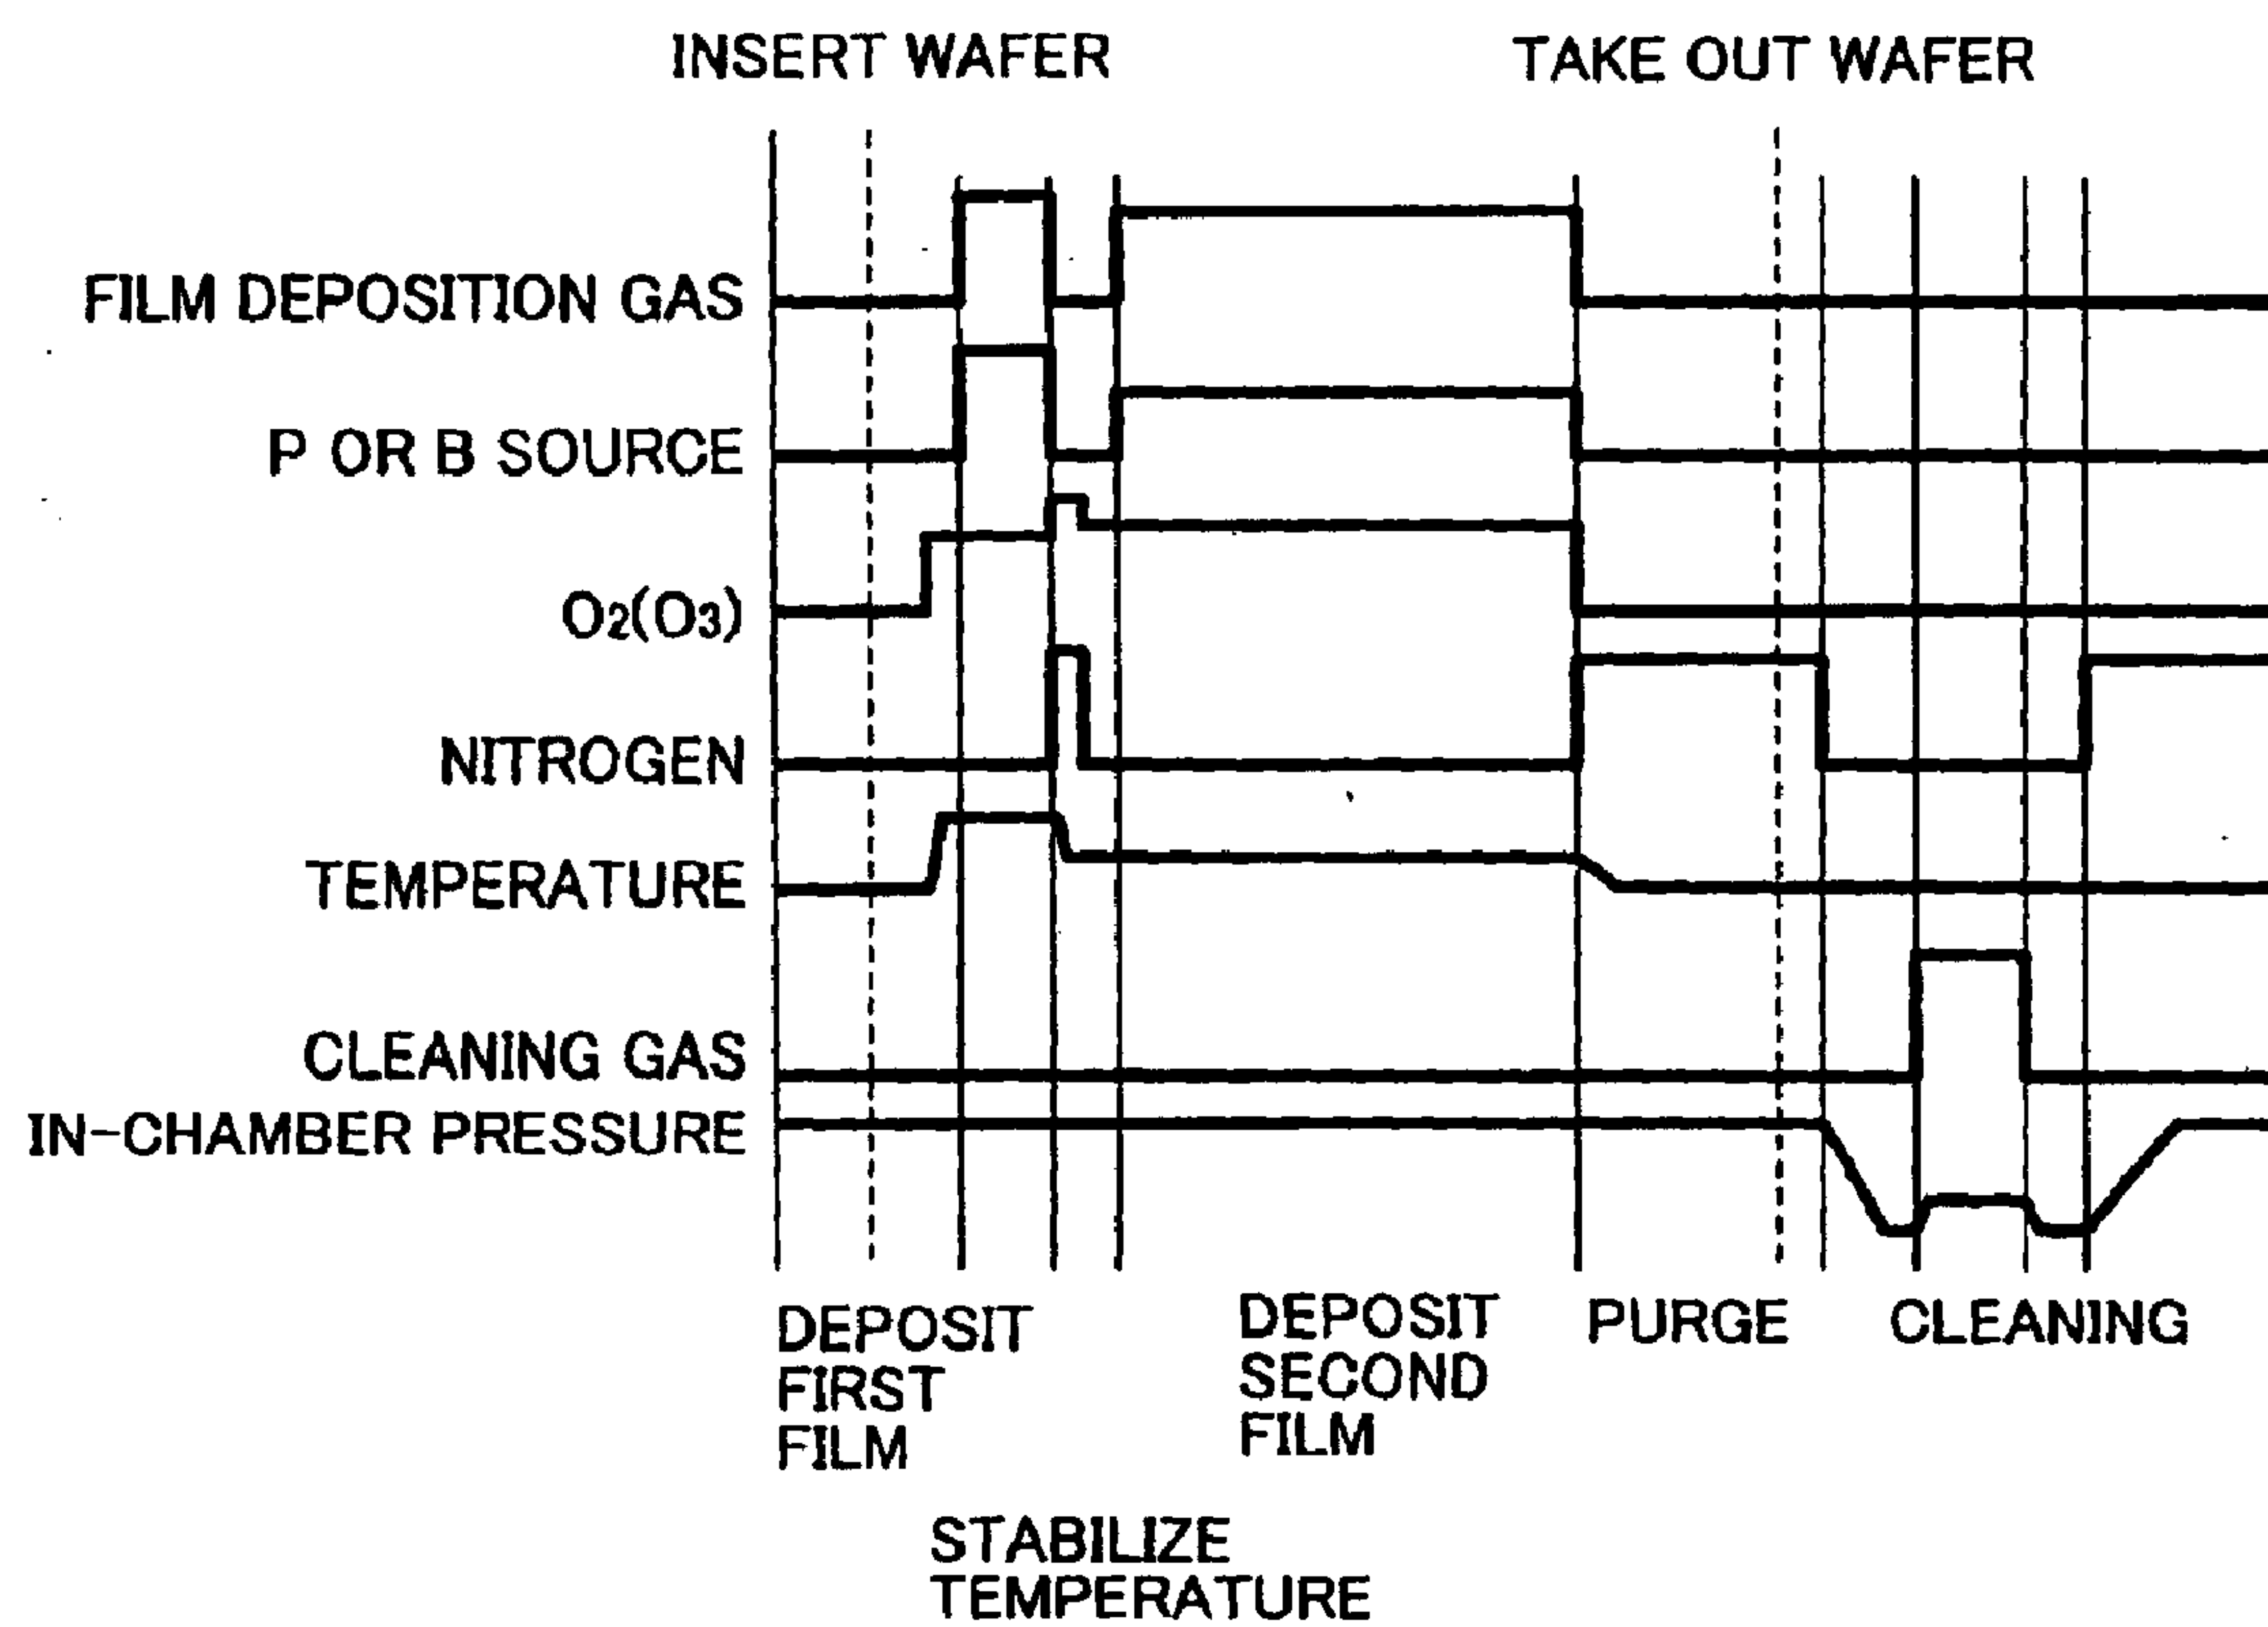 INSERT WAFER
TAKE OUT WAFER
FILM DEPOSITION GAS
P OR B SOURCE
O2(O3)
NITROGEN
TEMPERATURE
CLEANING GAS
IN-CHAMBER PRESSURE
DEPOSIT
FIRST
FILM
DEPOSIT
SECOND
FILM
PURGE
CLEANING
STABILIZE
TEMPERATURE